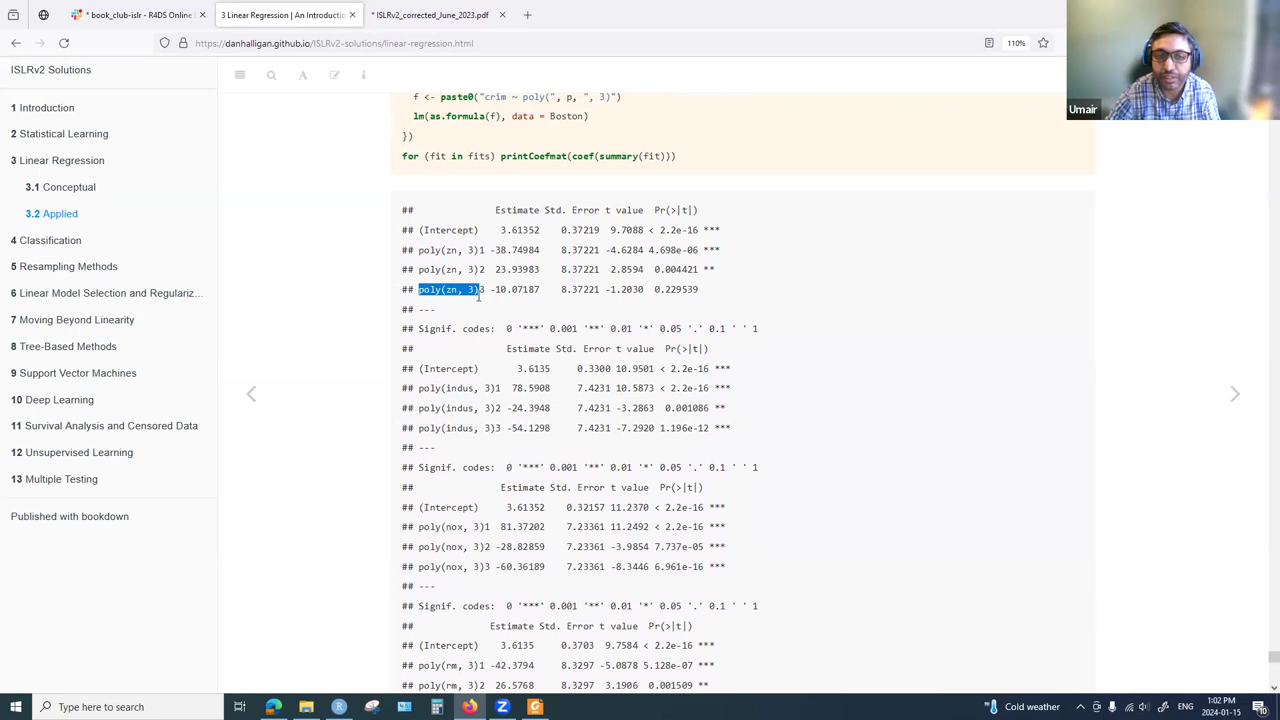 * book_club-islr - R4DS Online
3 Linear Regression | An Introductio
* ISLRv2_corrected_June_2023.pdf
https://danhalligan.github.io/ISLRv2-solutions/linear-regression.html
110%
Umair
ISLRv2 Solutions
1 Introduction
2 Statistical Learning
3 Linear Regression
3.1 Conceptual
3.2 Applied
4 Classification
5 Resampling Methods
6 Linear Model Selection and Regulariz...
7 Moving Beyond Linearity
8 Tree-Based Methods
9 Support Vector Machines
10 Deep Learning
11 Survival Analysis and Censored Data
12 Unsupervised Learning
13 Multiple Testing
Published with bookdown
f <- paste0("crim ~ poly(", p, ", 3)")
lm(as.formula(f), data = Boston)
})
for (fit in fits) printCoefmat(coef(summary(fit)))
## Estimate Std. Error t value Pr(>|t|)
## (Intercept) 3.61352 0.37219 9.7088 < 2.2e-16 ***
## poly(zn, 3)1 -38.74984 8.37221 -4.6284 4.698e-06 ***
## poly(zn, 3)2 23.93983 8.37221 2.8594 0.004421 **
## poly(zn, 3)3 -10.07187 8.37221 -1.2030 0.229539
## ---
## Signif. codes: 0 '***' 0.001 '**' 0.01 '*' 0.05 '.' 0.1 ' ' 1
## Estimate Std. Error t value Pr(>|t|)
## (Intercept) 3.6135 0.3300 10.9501 < 2.2e-16 ***
## poly(indus, 3)1 78.5908 7.4231 10.5873 < 2.2e-16 ***
## poly(indus, 3)2 -24.3948 7.4231 -3.2863 0.001086 **
## poly(indus, 3)3 -54.1298 7.4231 -7.2920 1.196e-12 ***
## ---
## Signif. codes: 0 '***' 0.001 '**' 0.01 '*' 0.05 '.' 0.1 ' ' 1
## Estimate Std. Error t value Pr(>|t|)
## (Intercept) 3.61352 0.32157 11.2370 < 2.2e-16 ***
## poly(nox, 3)1 81.37202 7.23361 11.2492 < 2.2e-16 ***
## poly(nox, 3)2 -28.82859 7.23361 -3.9854 7.737e-05 ***
## poly(nox, 3)3 -60.36189 7.23361 -8.3446 6.961e-16 ***
## ---
## Signif. codes: 0 '***' 0.001 '**' 0.01 '*' 0.05 '.' 0.1 ' ' 1
## Estimate Std. Error t value Pr(>|t|)
## (Intercept) 3.6135 0.3703 9.7584 < 2.2e-16 ***
## poly(rm, 3)1 -42.3794 8.3297 -5.0878 5.128e-07 ***
## poly(rm, 3)2 26.5768 8.3297 3.1906 0.001509 **
Type here to search
Cold weather
1:02 PM
2024-01-15